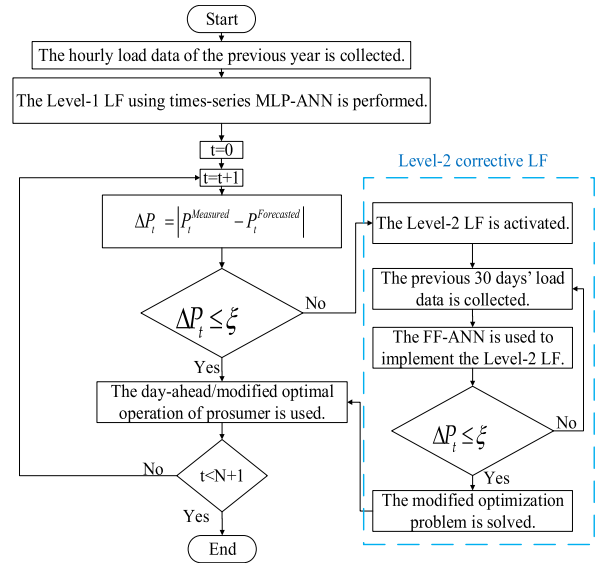 Start
The hourly load data of the previous year is collected.
The Level-1 LF using times-series MLP-ANN is performed.
t=0
t=t+1
ΔP_t = |P_t^Measured − P_t^Forecasted|
ΔP_t ≤ ξ
No
Yes
The day-ahead/modified optimal
operation of prosumer is used.
t<N+1
No
Yes
End
Level-2 corrective LF
The Level-2 LF is activated.
The previous 30 days' load
data is collected.
The FF-ANN is used to
implement the Level-2 LF.
ΔP_t ≤ ξ
No
Yes
The modified optimization
problem is solved.